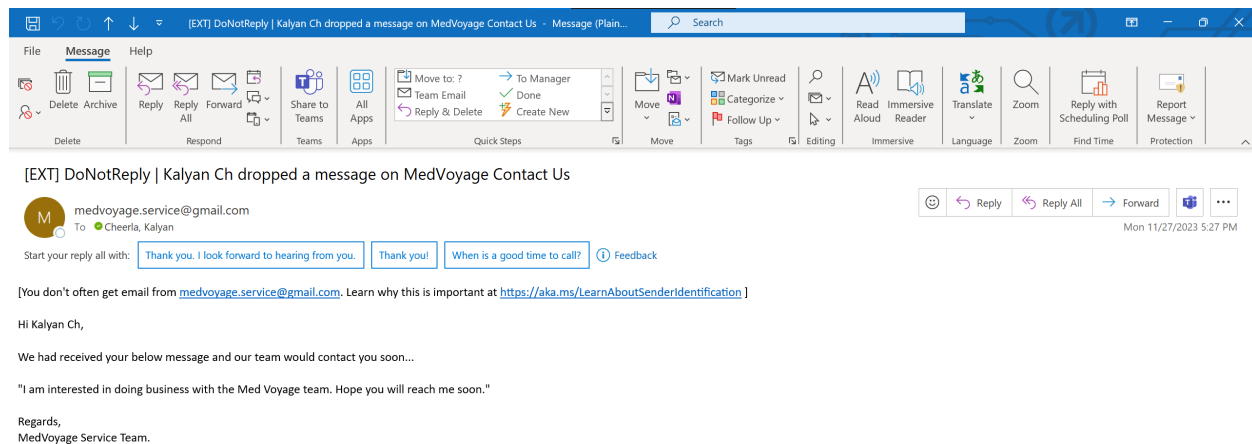 [EXT] DoNotReply | Kalyan Ch dropped a message on MedVoyage Contact Us - Message (Plain...
Search
File Message Help
Delete Archive
Reply Reply All Forward
Share to Teams
All Apps
Move to: ? To Manager
Team Email Done
Reply & Delete Create New
Move
Mark Unread
Categorize
Follow Up
Read Aloud Immersive Reader
Translate
Zoom
Reply with Scheduling Poll
Report Message
Delete Respond Teams Apps Quick Steps Move Tags Editing Immersive Language Zoom Find Time Protection
[EXT] DoNotReply | Kalyan Ch dropped a message on MedVoyage Contact Us
M
medvoyage.service@gmail.com
To Cheerla, Kalyan
Reply Reply All Forward
Mon 11/27/2023 5:27 PM
Start your reply all with: Thank you. I look forward to hearing from you. Thank you! When is a good time to call? Feedback
[You don't often get email from medvoyage.service@gmail.com. Learn why this is important at https://aka.ms/LearnAboutSenderIdentification ]
Hi Kalyan Ch,
We had received your below message and our team would contact you soon...
"I am interested in doing business with the Med Voyage team. Hope you will reach me soon."
Regards,
MedVoyage Service Team.